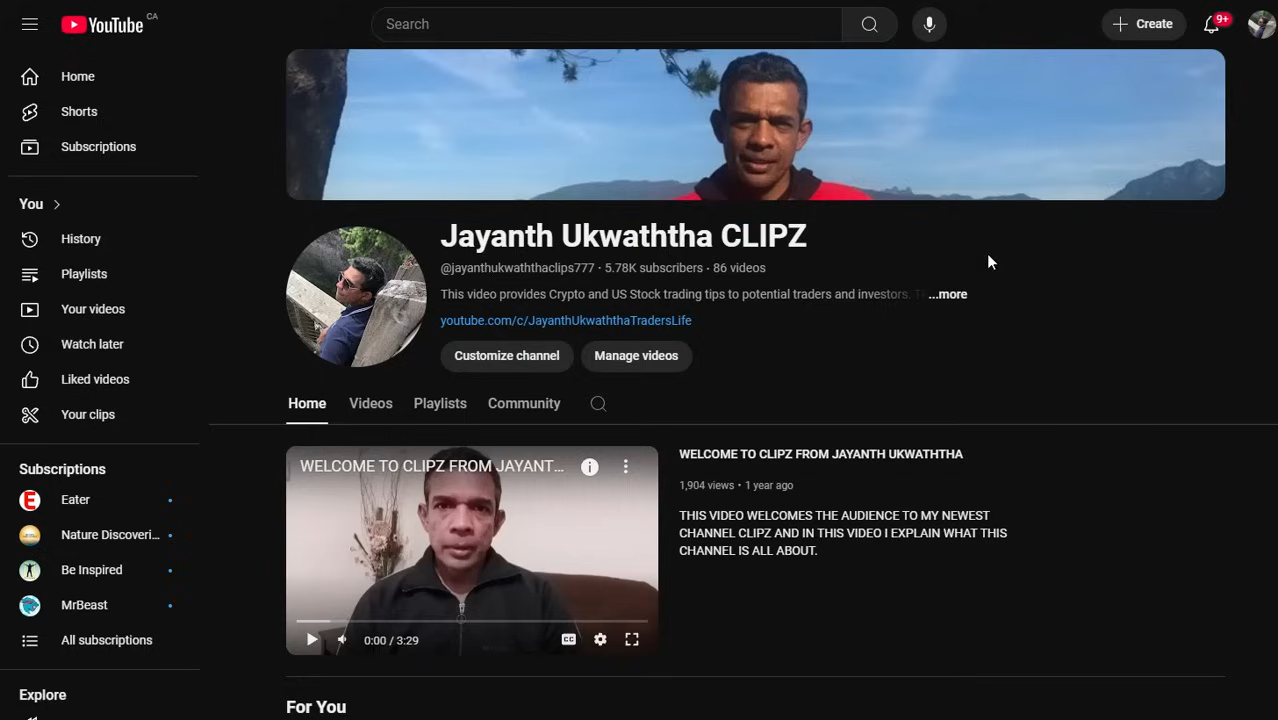 YouTube CA
Search
Create
9+
Home
Shorts
Subscriptions
You
History
Playlists
Your videos
Watch later
Liked videos
Your clips
Subscriptions
Eater
Nature Discoveri...
Be Inspired
MrBeast
All subscriptions
Explore
Jayanth Ukwaththa CLIPZ
@jayanthukwaththaclips777 · 5.78K subscribers · 86 videos
This video provides Crypto and US Stock trading tips to potential traders and investors. ...more
youtube.com/c/JayanthUkwaththaTradersLife
Customize channel Manage videos
Home Videos Playlists Community
WELCOME TO CLIPZ FROM JAYANT...
0:00 / 3:29
CC
WELCOME TO CLIPZ FROM JAYANTH UKWATHTHA
1,904 views · 1 year ago
THIS VIDEO WELCOMES THE AUDIENCE TO MY NEWEST
CHANNEL CLIPZ AND IN THIS VIDEO I EXPLAIN WHAT THIS
CHANNEL IS ALL ABOUT.
For You